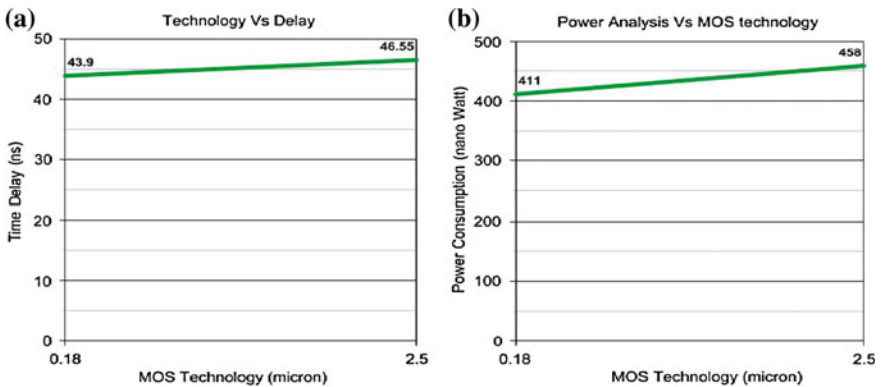 (a)
Technology Vs Delay
50
40
30
20
10
0
43.9
46.55
Time Delay (ns)
0.18
2.5
MOS Technology (micron)
(b)
Power Analysis Vs MOS technology
500
400
300
200
100
0
411
458
Power Consumption (nano Watt)
0.18
2.5
MOS Technology (micron)